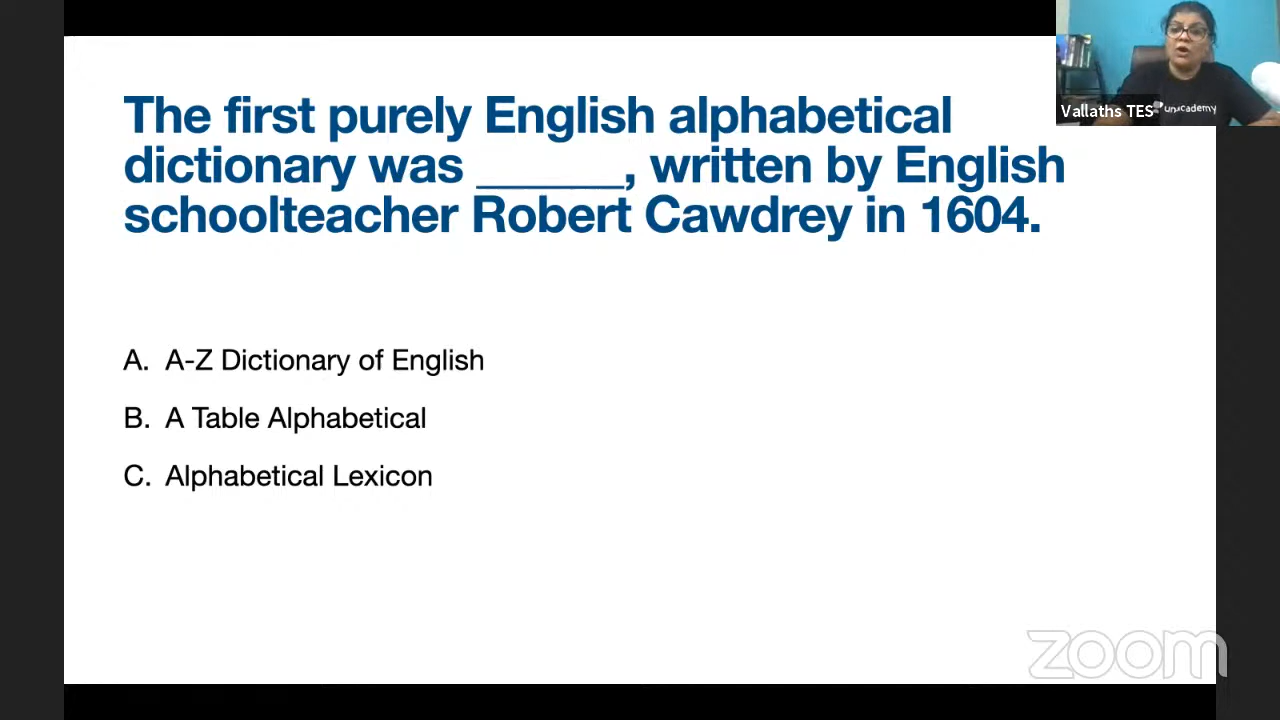 The first purely English alphabetical
dictionary was ______, written by English
schoolteacher Robert Cawdrey in 1604.
A. A-Z Dictionary of English
B. A Table Alphabetical
C. Alphabetical Lexicon
Vallaths TES
unacademy
zoom